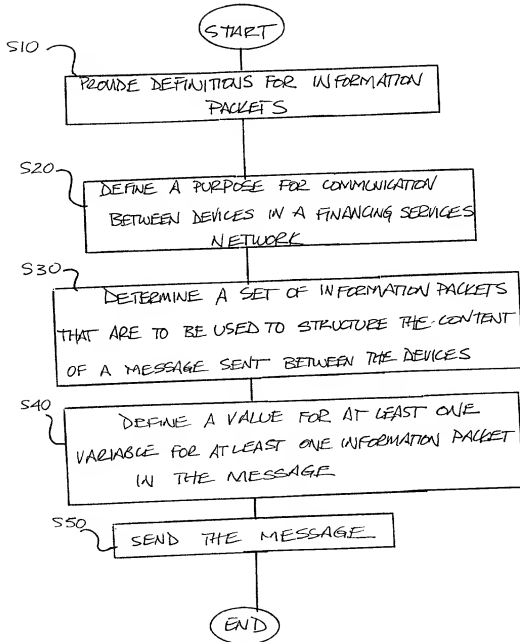 START
S10
PROVIDE DEFINITIONS FOR INFORMATION
PACKETS
S20
DEFINE A PURPOSE FOR COMMUNICATION
BETWEEN DEVICES IN A FINANCING SERVICES
NETWORK
S30
DETERMINE A SET OF INFORMATION PACKETS
THAT ARE TO BE USED TO STRUCTURE THE CONTENT
OF A MESSAGE SENT BETWEEN THE DEVICES
S40
DEFINE A VALUE FOR AT LEAST ONE
VARIABLE FOR AT LEAST ONE INFORMATION PACKET
IN THE MESSAGE
S50
SEND THE MESSAGE
END